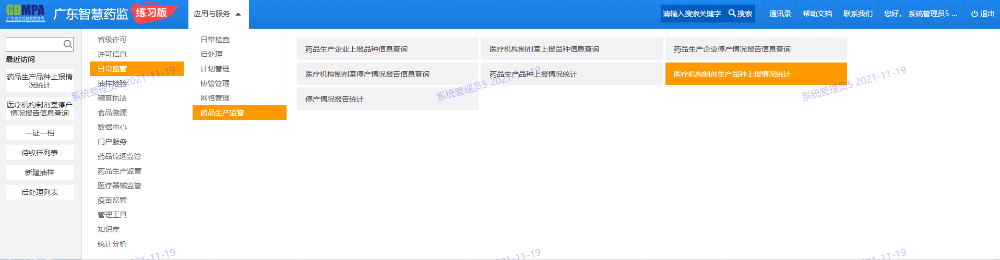 GDMPA
广东省药品监督管理局
Guangdong Medical Products Administration
广东智慧药监
练习版
应用与服务
请输入搜索关键字
搜索
通讯录
帮助文档
联系我们
您好， 系统管理员5 ...
退出
最近访问
药品生产品种上报情
况统计
医疗机构制剂室停产
情况报告信息查询
一证一档
待收样列表
新建抽样
后处理列表
省级许可
许可信息
日常监管
抽样检验
稽查执法
食品溯源
数据中心
门户服务
药品流通监管
药品生产监管
医疗器械监管
疫苗监管
管理工具
知识库
统计分析
日常检查
后处理
计划管理
协管管理
网格管理
药品生产监管
药品生产企业上报品种信息查询
医疗机构制剂室上报品种信息查询
药品生产企业停产情况报告信息查询
医疗机构制剂室停产情况报告信息查询
药品生产品种上报情况统计
医疗机构制剂生产品种上报情况统计
停产情况报告统计
系统管理员5 2021-11-19
系统管理员5 2021-11-19
系统管理员5 2021-11-19
21-11-19
21-11-19
21-11-19